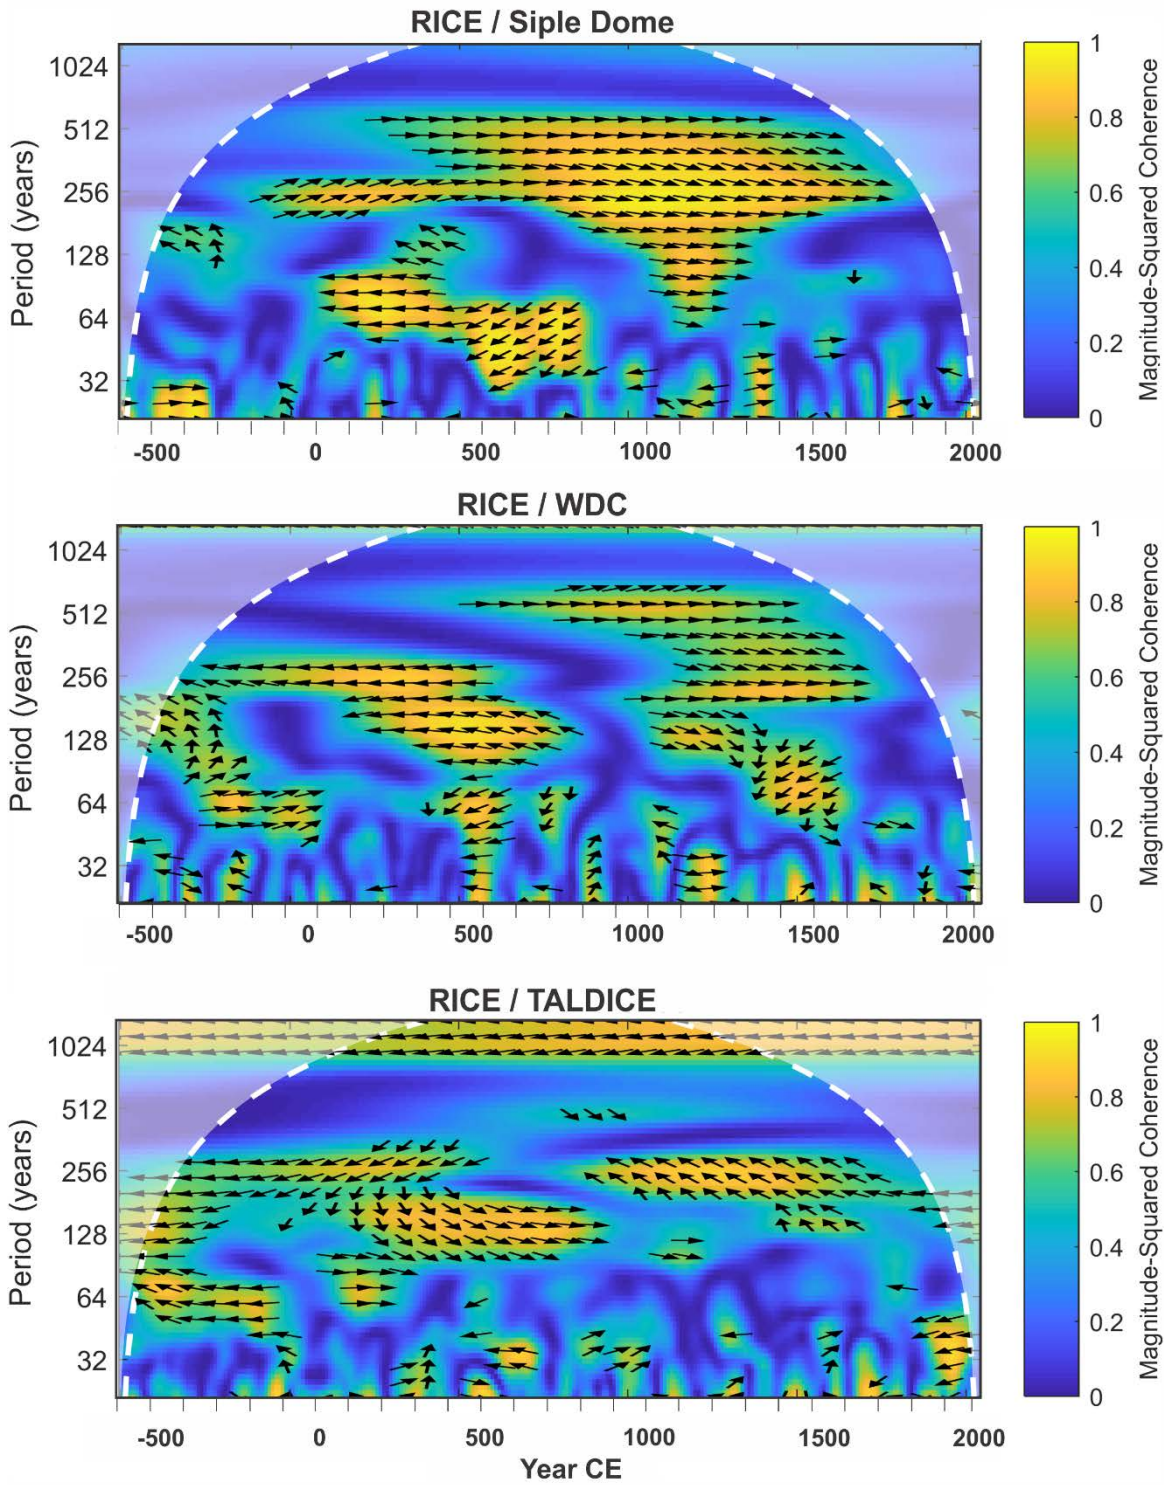 RICE / Siple Dome
1024
512
256
128
64
32
Period (years)
-500 0 500 1000 1500 2000
1
0.8
0.6
0.4
0.2
0
Magnitude-Squared Coherence
RICE / WDC
1024
512
256
128
64
32
Period (years)
-500 0 500 1000 1500 2000
1
0.8
0.6
0.4
0.2
0
Magnitude-Squared Coherence
RICE / TALDICE
1024
512
256
128
64
32
Period (years)
-500 0 500 1000 1500 2000
Year CE
1
0.8
0.6
0.4
0.2
0
Magnitude-Squared Coherence